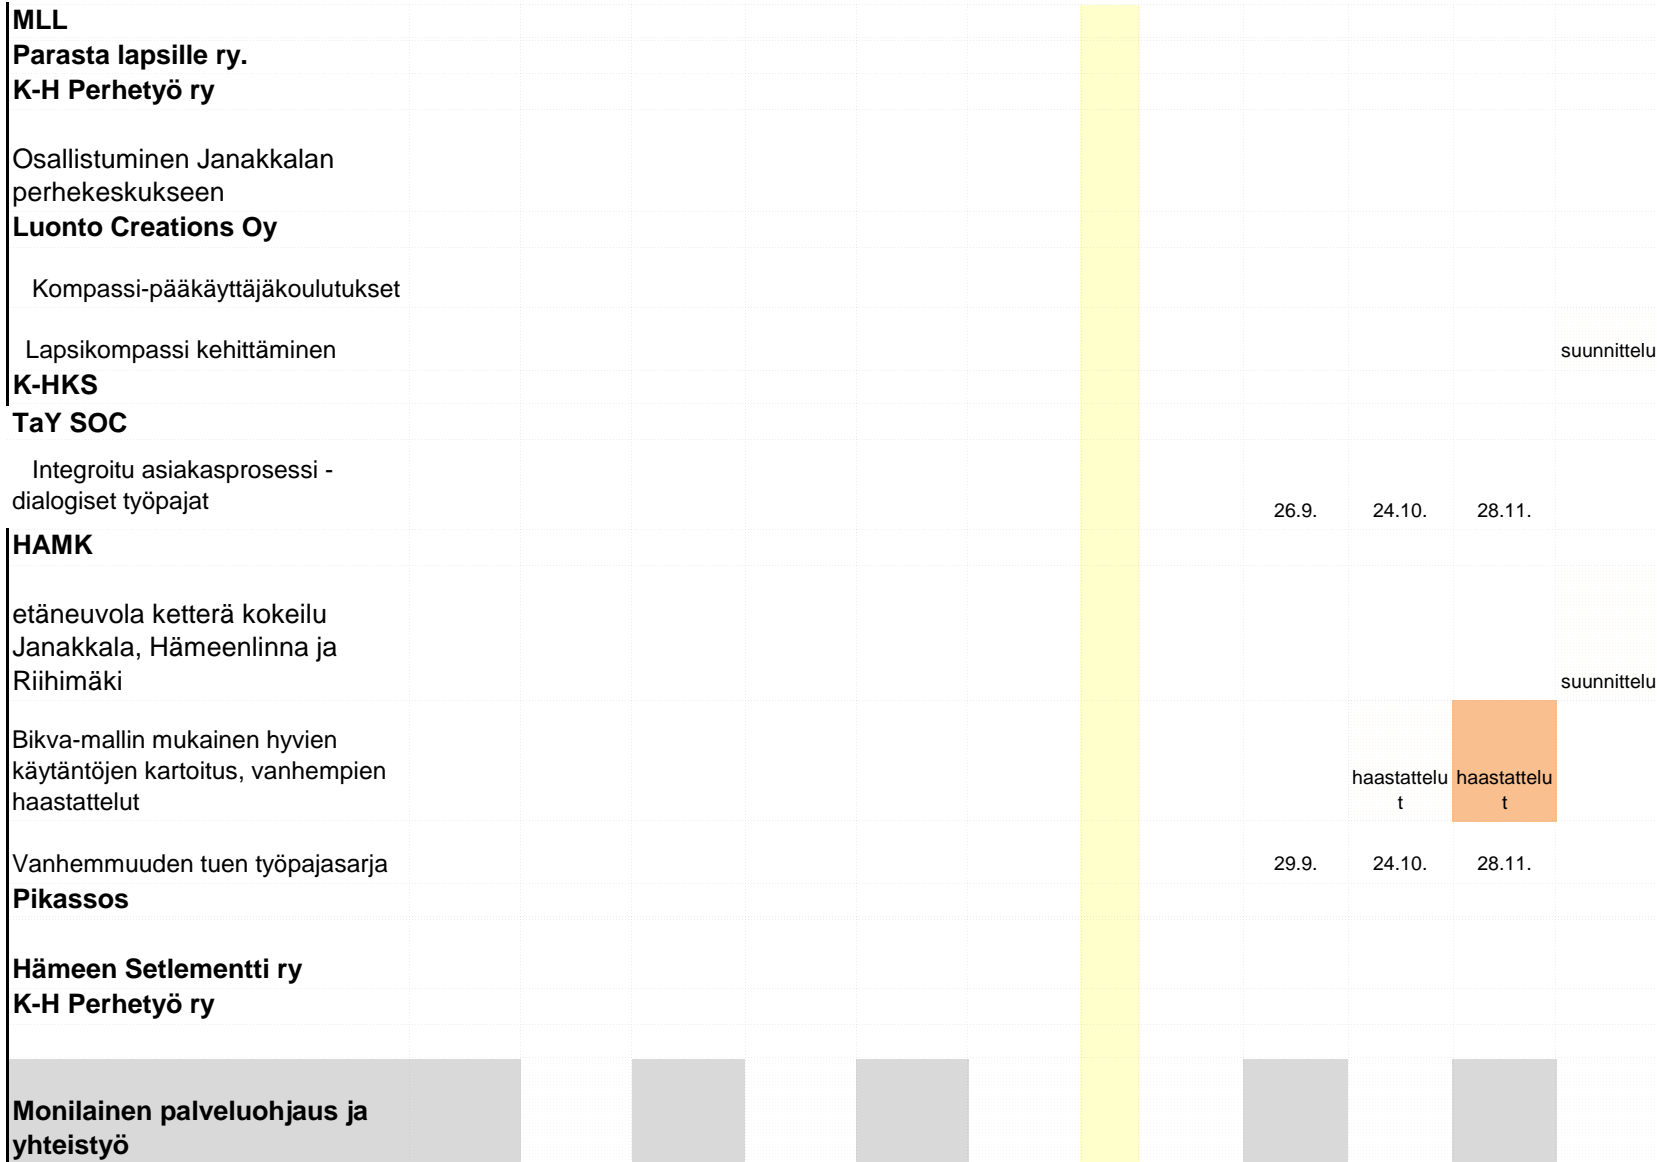 MLL
Parasta lapsille ry.
K-H Perhetyö ry
Osallistuminen Janakkalan
perhekeskukseen
Luonto Creations Oy
Kompassi-pääkäyttäjäkoulutukset
Lapsikompassi kehittäminen suunnittelu
K-HKS
TaY SOC
Integroitu asiakasprosessi -
dialogiset työpajat 26.9. 24.10. 28.11.
HAMK
etäneuvola ketterä kokeilu
Janakkala, Hämeenlinna ja
Riihimäki suunnittelu
Bikva-mallin mukainen hyvien
käytäntöjen kartoitus, vanhempien haastattelu haastattelu
haastattelut t t
Vanhemmuuden tuen työpajasarja 29.9. 24.10. 28.11.
Pikassos
Hämeen Setlementti ry
K-H Perhetyö ry
Monilainen palveluohjaus ja
yhteistyö